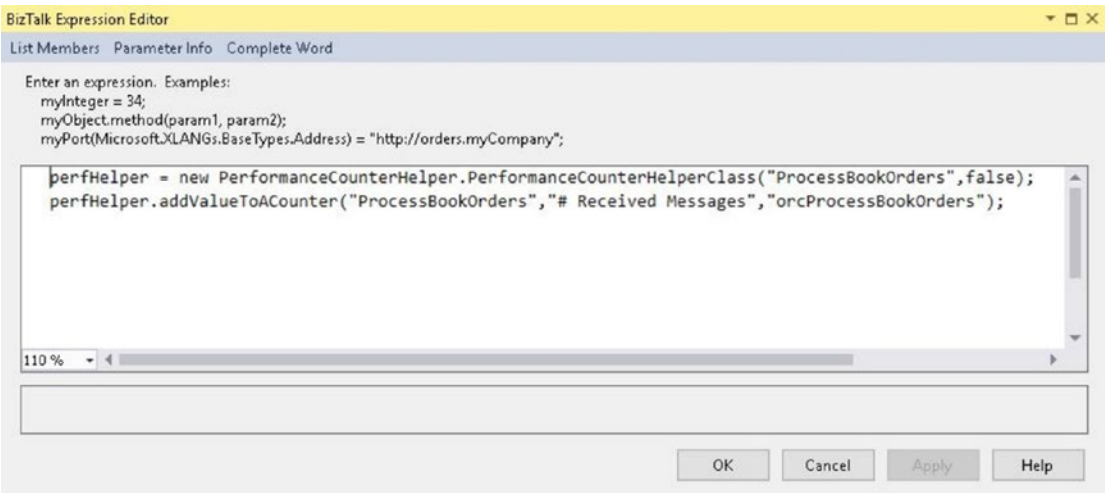 BizTalk Expression Editor
List Members Parameter Info Complete Word
Enter an expression. Examples:
myInteger = 34;
myObject.method(param1, param2);
myPort(Microsoft.XLANGs.BaseTypes.Address) = "http://orders.myCompany";
perfHelper = new PerformanceCounterHelper.PerformanceCounterHelperClass("ProcessBookOrders",false);
perfHelper.addValueToACounter("ProcessBookOrders","# Received Messages","orcProcessBookOrders");
110 %
OK Cancel Apply Help